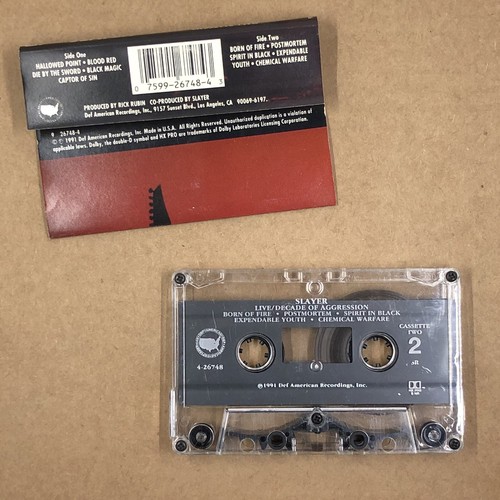 Side One
HALLOWED POINT • BLOOD RED
DIE BY THE SWORD • BLACK MAGIC
CAPTOR OF SIN
Side Two
BORN OF FIRE • POSTMORTEM
SPIRIT IN BLACK • EXPENDABLE
YOUTH • CHEMICAL WARFARE
0 7599-26748-4 3
PRODUCED BY RICK RUBIN CO-PRODUCED BY SLAYER
Def American Recordings, Inc., 9157 Sunset Blvd., Los Angeles, CA 90069-6197.
9 26748-4
℗ © 1991 Def American Recordings, Inc. Made in U.S.A. All Rights Reserved. Unauthorized duplication is a violation of
applicable laws. Dolby, the double-D symbol and HX PRO are trademarks of Dolby Laboratories Licensing Corporation.
SLAYER
LIVE/DECADE OF AGGRESSION
BORN OF FIRE • POSTMORTEM • SPIRIT IN BLACK
EXPENDABLE YOUTH • CHEMICAL WARFARE
CASSETTE
TWO
2
4-26748
℗1991 Def American Recordings, Inc.